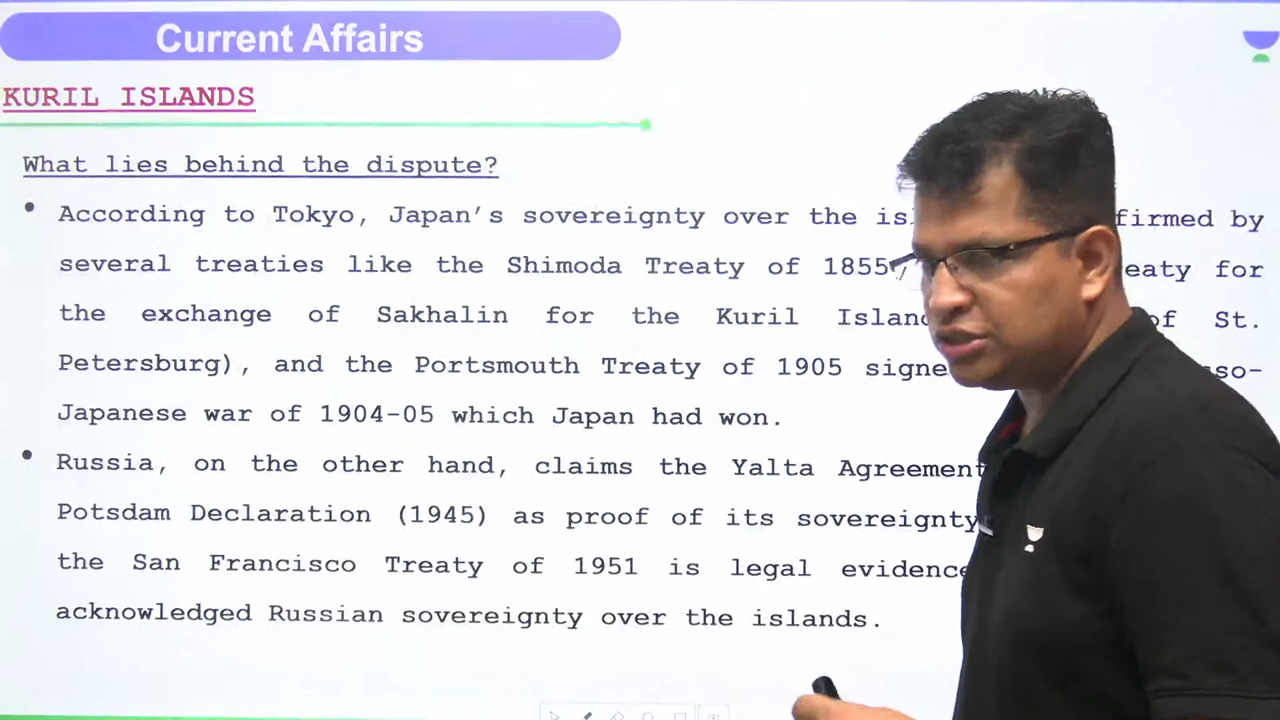 Current Affairs
KURIL ISLANDS
What lies behind the dispute?
• According to Tokyo, Japan's sovereignty over the firmed by
several treaties like the Shimoda Treaty of 1855, eaty for
the exchange of Sakhalin for the Kuril of St.
Petersburg), and the Portsmouth Treaty of 1905 sso-
Japanese war of 1904-05 which Japan had won.
• Russia, on the other hand, claims the Yalta Agreement
Potsdam Declaration (1945) as proof of its sovereignty
the San Francisco Treaty of 1951 is legal evidence
acknowledged Russian sovereignty over the islands.